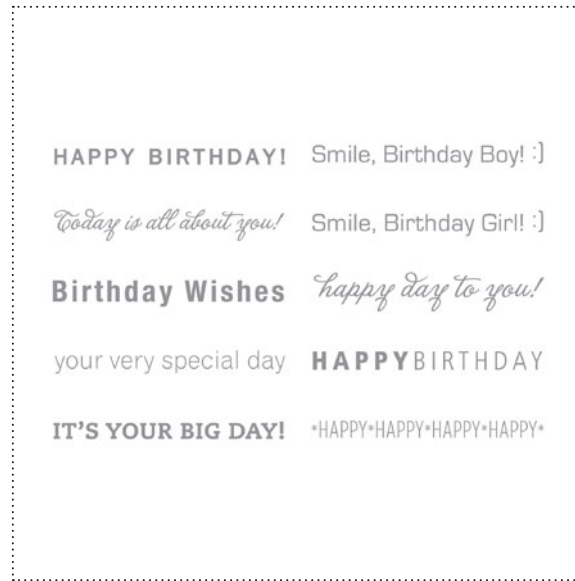 HAPPY BIRTHDAY!
Today is all about you!
Birthday Wishes
your very special day
IT'S YOUR BIG DAY!
Smile, Birthday Boy! :]
Smile, Birthday Girl! :]
happy day to you!
HAPPYBIRTHDAY
*HAPPY*HAPPY*HAPPY*HAPPY*